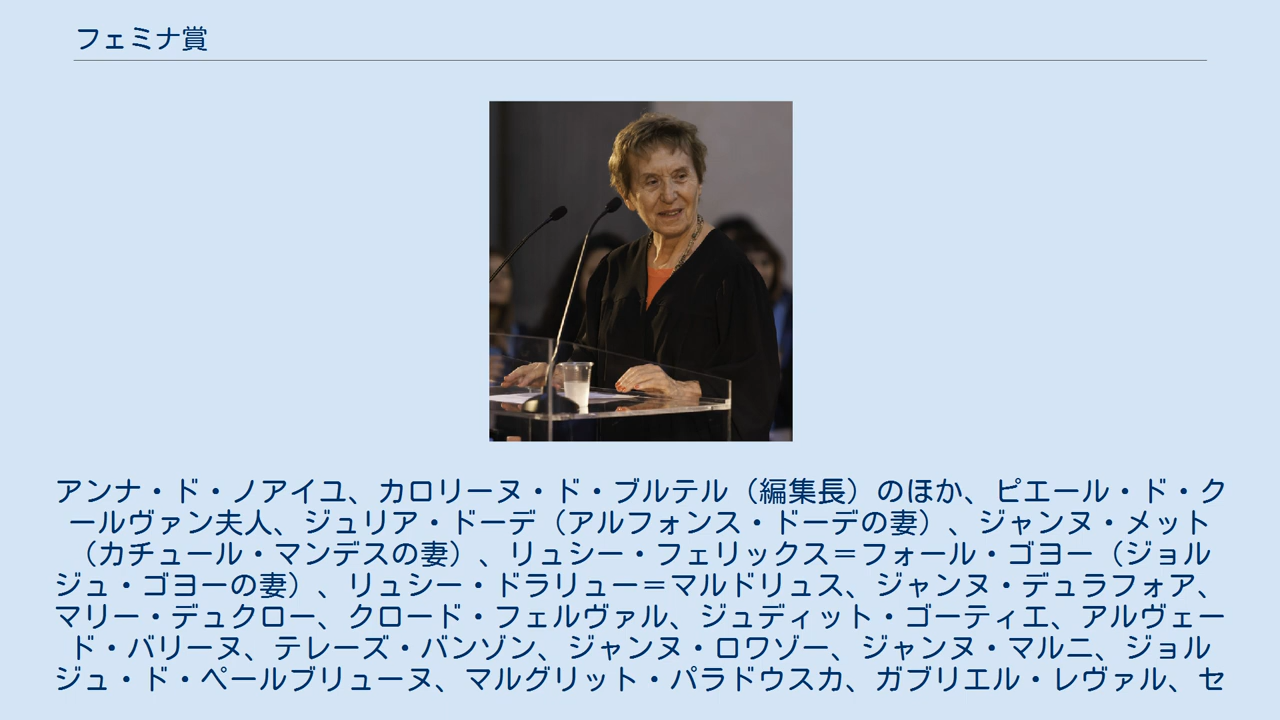 フェミナ賞
アンナ・ド・ノアイユ、カロリーヌ・ド・ブルテル（編集長）のほか、ピエール・ド・ク
ールヴァン夫人、ジュリア・ドーデ（アルフォンス・ドーデの妻）、ジャンヌ・メット
（カチュール・マンデスの妻）、リュシー・フェリックス＝フォール・ゴヨー（ジョル
ジュ・ゴヨーの妻）、リュシー・ドラリュー＝マルドリュス、ジャンヌ・デュラフォア、
マリー・デュクロー、クロード・フェルヴァル、ジュディット・ゴーティエ、アルヴェー
ド・バリーヌ、テレーズ・バンゾン、ジャンヌ・ロワゾー、ジャンヌ・マルニ、ジョル
ジュ・ド・ペールブリューヌ、マルグリット・パラドウスカ、ガブリエル・レヴァル、セ